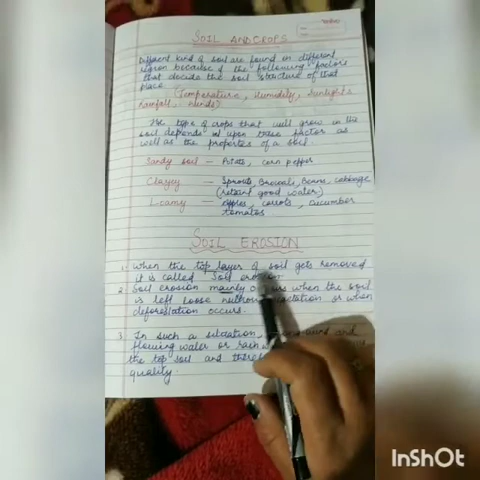 SOIL AND CROPS
Different kind of soil are found in different
region because of the following factors
that decide the soil structure of that
place
(Temperature, Humidity, Sunlight,
Rainfall, Winds)
The type of crops that will grow in the
soil depends upon these factor as
well as the properties of a soil.
Sandy soil – Potato, corn pepper
Clayey – Sprouts, Brocoli, Beans, cabbage
(retent good water)
Loamy – apples, carrots, cucumber
tomatoes
SOIL EROSION
1. When the top layer of soil gets removed
it is called Soil erosion
2. Soil erosion mainly occurs when the soil
is left loose without vegetation or when
deforestation occurs.
3. In such a situation, and
flowing water or rain
the top soil and
quality.
InShOt